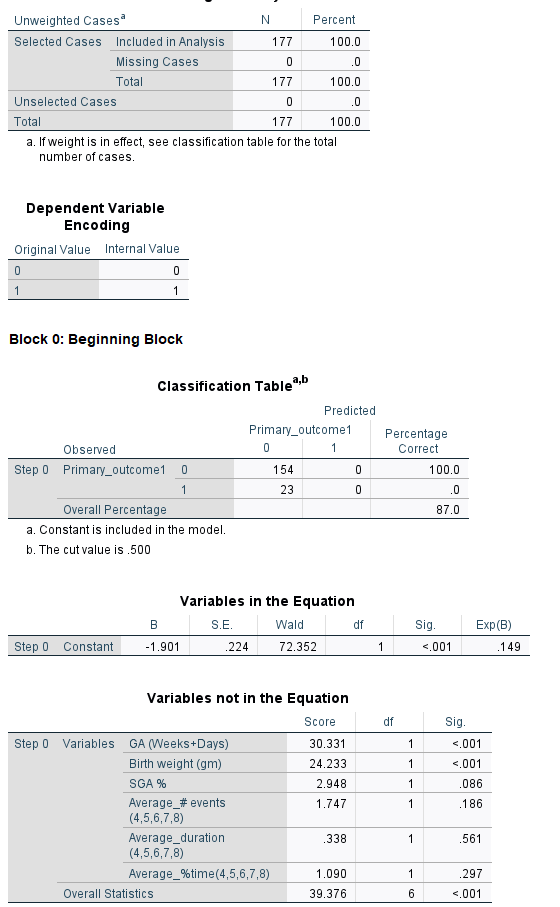 Unweighted Casesa N Percent
Selected Cases Included in Analysis 177 100.0
Missing Cases 0 .0
Total 177 100.0
Unselected Cases 0 .0
Total 177 100.0
a. If weight is in effect, see classification table for the total
number of cases.
Dependent Variable
Encoding
Original Value Internal Value
0 0
1 1
Block 0: Beginning Block
Classification Tablea,b
Predicted
Primary_outcome1 Percentage
Observed 0 1 Correct
Step 0 Primary_outcome1 0 154 0 100.0
1 23 0 .0
Overall Percentage 87.0
a. Constant is included in the model.
b. The cut value is .500
Variables in the Equation
B S.E. Wald df Sig. Exp(B)
Step 0 Constant -1.901 .224 72.352 1 <.001 .149
Variables not in the Equation
Score df Sig.
Step 0 Variables GA (Weeks+Days) 30.331 1 <.001
Birth weight (gm) 24.233 1 <.001
SGA % 2.948 1 .086
Average_# events 1.747 1 .186
(4,5,6,7,8)
Average_duration .338 1 .561
(4,5,6,7,8)
Average_%time(4,5,6,7,8) 1.090 1 .297
Overall Statistics 39.376 6 <.001